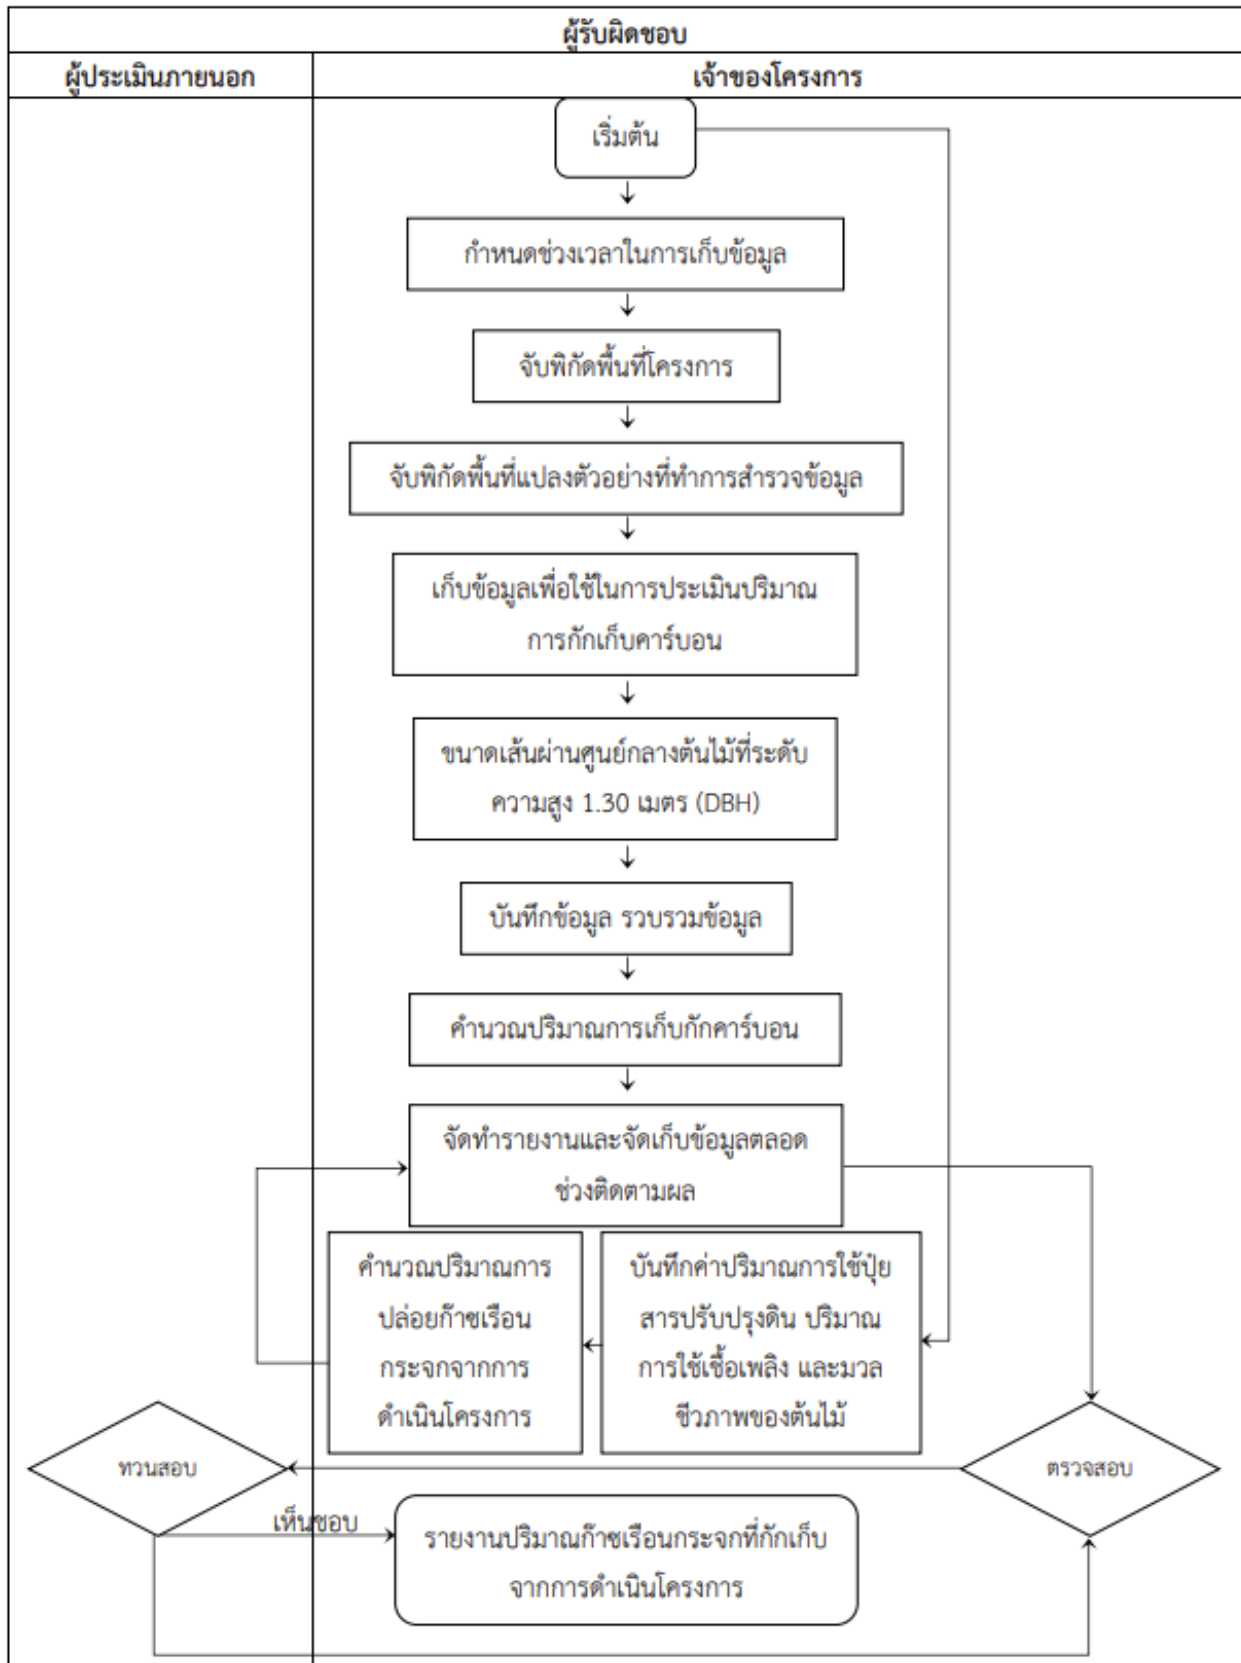 ผู้รับผิดชอบ
ผู้ประเมินภายนอก
เจ้าของโครงการ
เริ่มต้น
กำหนดช่วงเวลาในการเก็บข้อมูล
จับพิกัดพื้นที่โครงการ
จับพิกัดพื้นที่แปลงตัวอย่างที่ทำการสำรวจข้อมูล
เก็บข้อมูลเพื่อใช้ในการประเมินปริมาณ
การกักเก็บคาร์บอน
ขนาดเส้นผ่านศูนย์กลางต้นไม้ที่ระดับ
ความสูง 1.30 เมตร (DBH)
บันทึกข้อมูล รวบรวมข้อมูล
คำนวณปริมาณการเก็บกักคาร์บอน
จัดทำรายงานและจัดเก็บข้อมูลตลอด
ช่วงติดตามผล
คำนวณปริมาณการ
ปล่อยก๊าซเรือน
กระจกจากการ
ดำเนินโครงการ
บันทึกค่าปริมาณการใช้ปุ๋ย
สารปรับปรุงดิน ปริมาณ
การใช้เชื้อเพลิง และมวล
ชีวภาพของต้นไม้
ทวนสอบ
ตรวจสอบ
เห็นชอบ
รายงานปริมาณก๊าซเรือนกระจกที่กักเก็บ
จากการดำเนินโครงการ